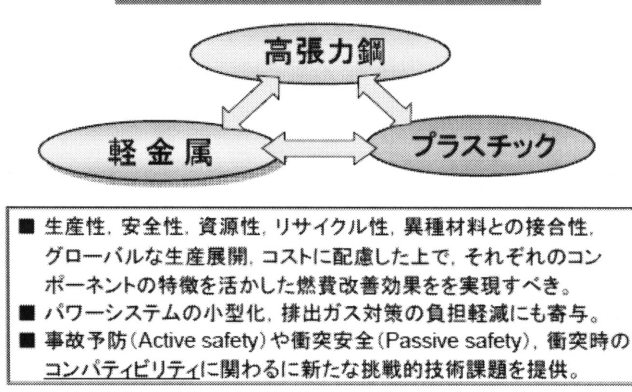 高張力鋼
軽金属
プラスチック
■ 生産性, 安全性, 資源性, リサイクル性, 異種材料との接合性,
グローバルな生産展開, コストに配慮した上で, それぞれのコン
ポーネントの特徴を活かした燃費改善効果をを実現すべき。
■ パワーシステムの小型化, 排出ガス対策の負担軽減にも寄与。
■ 事故予防(Active safety)や衝突安全(Passive safety), 衝突時の
コンパティビリティに関わるに新たな挑戦的技術課題を提供。